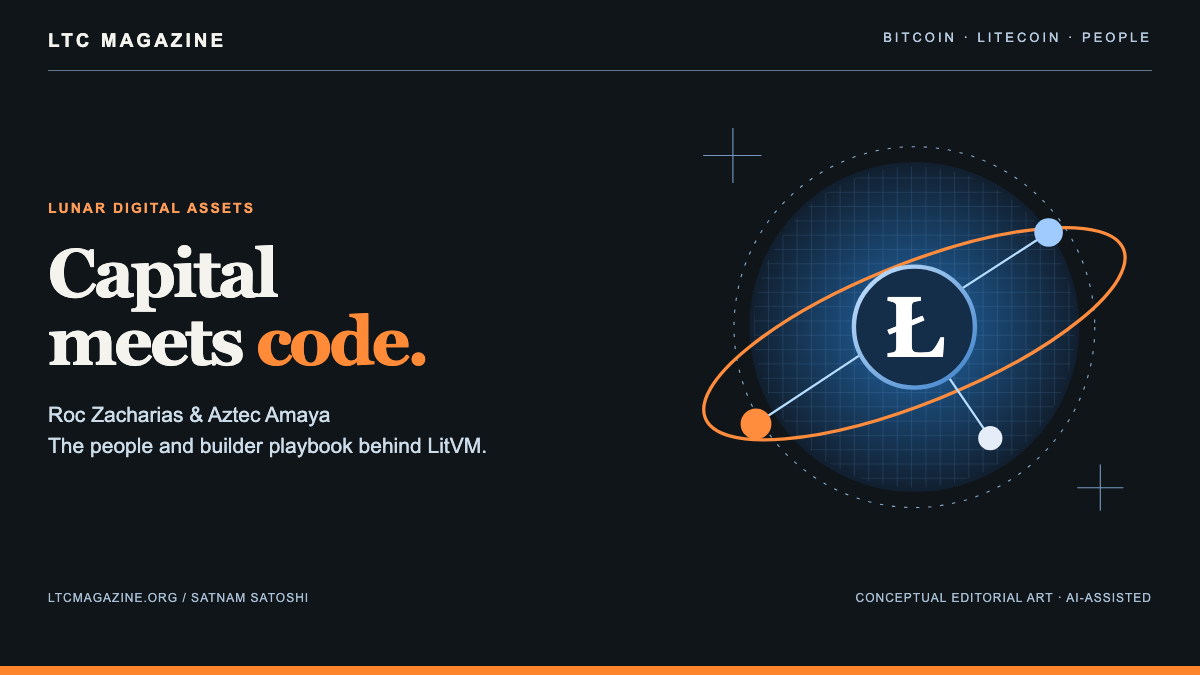 LTC MAGAZINE
BITCOIN · LITECOIN · PEOPLE
LUNAR DIGITAL ASSETS
Capital
meets code.
Roc Zacharias & Aztec Amaya
The people and builder playbook behind LitVM.
Ł
LTCMAGAZINE.ORG / SATNAM SATOSHI
CONCEPTUAL EDITORIAL ART · AI-ASSISTED